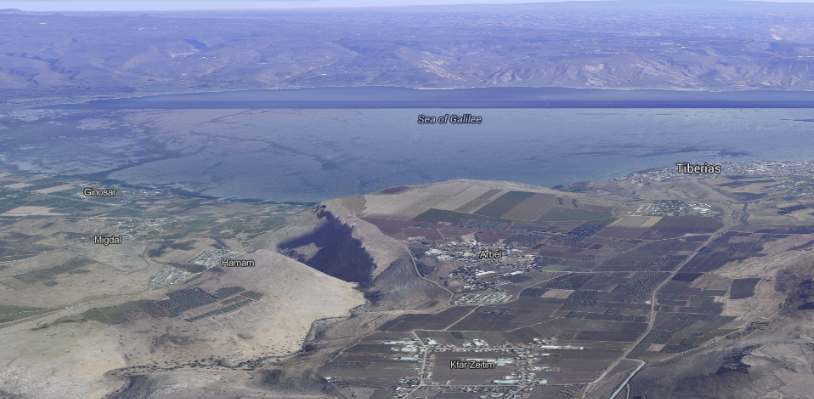 Sea of Galilee
Tiberias
Ginosar
Migdal
Arbel
Hamam
Kfar Zeitim